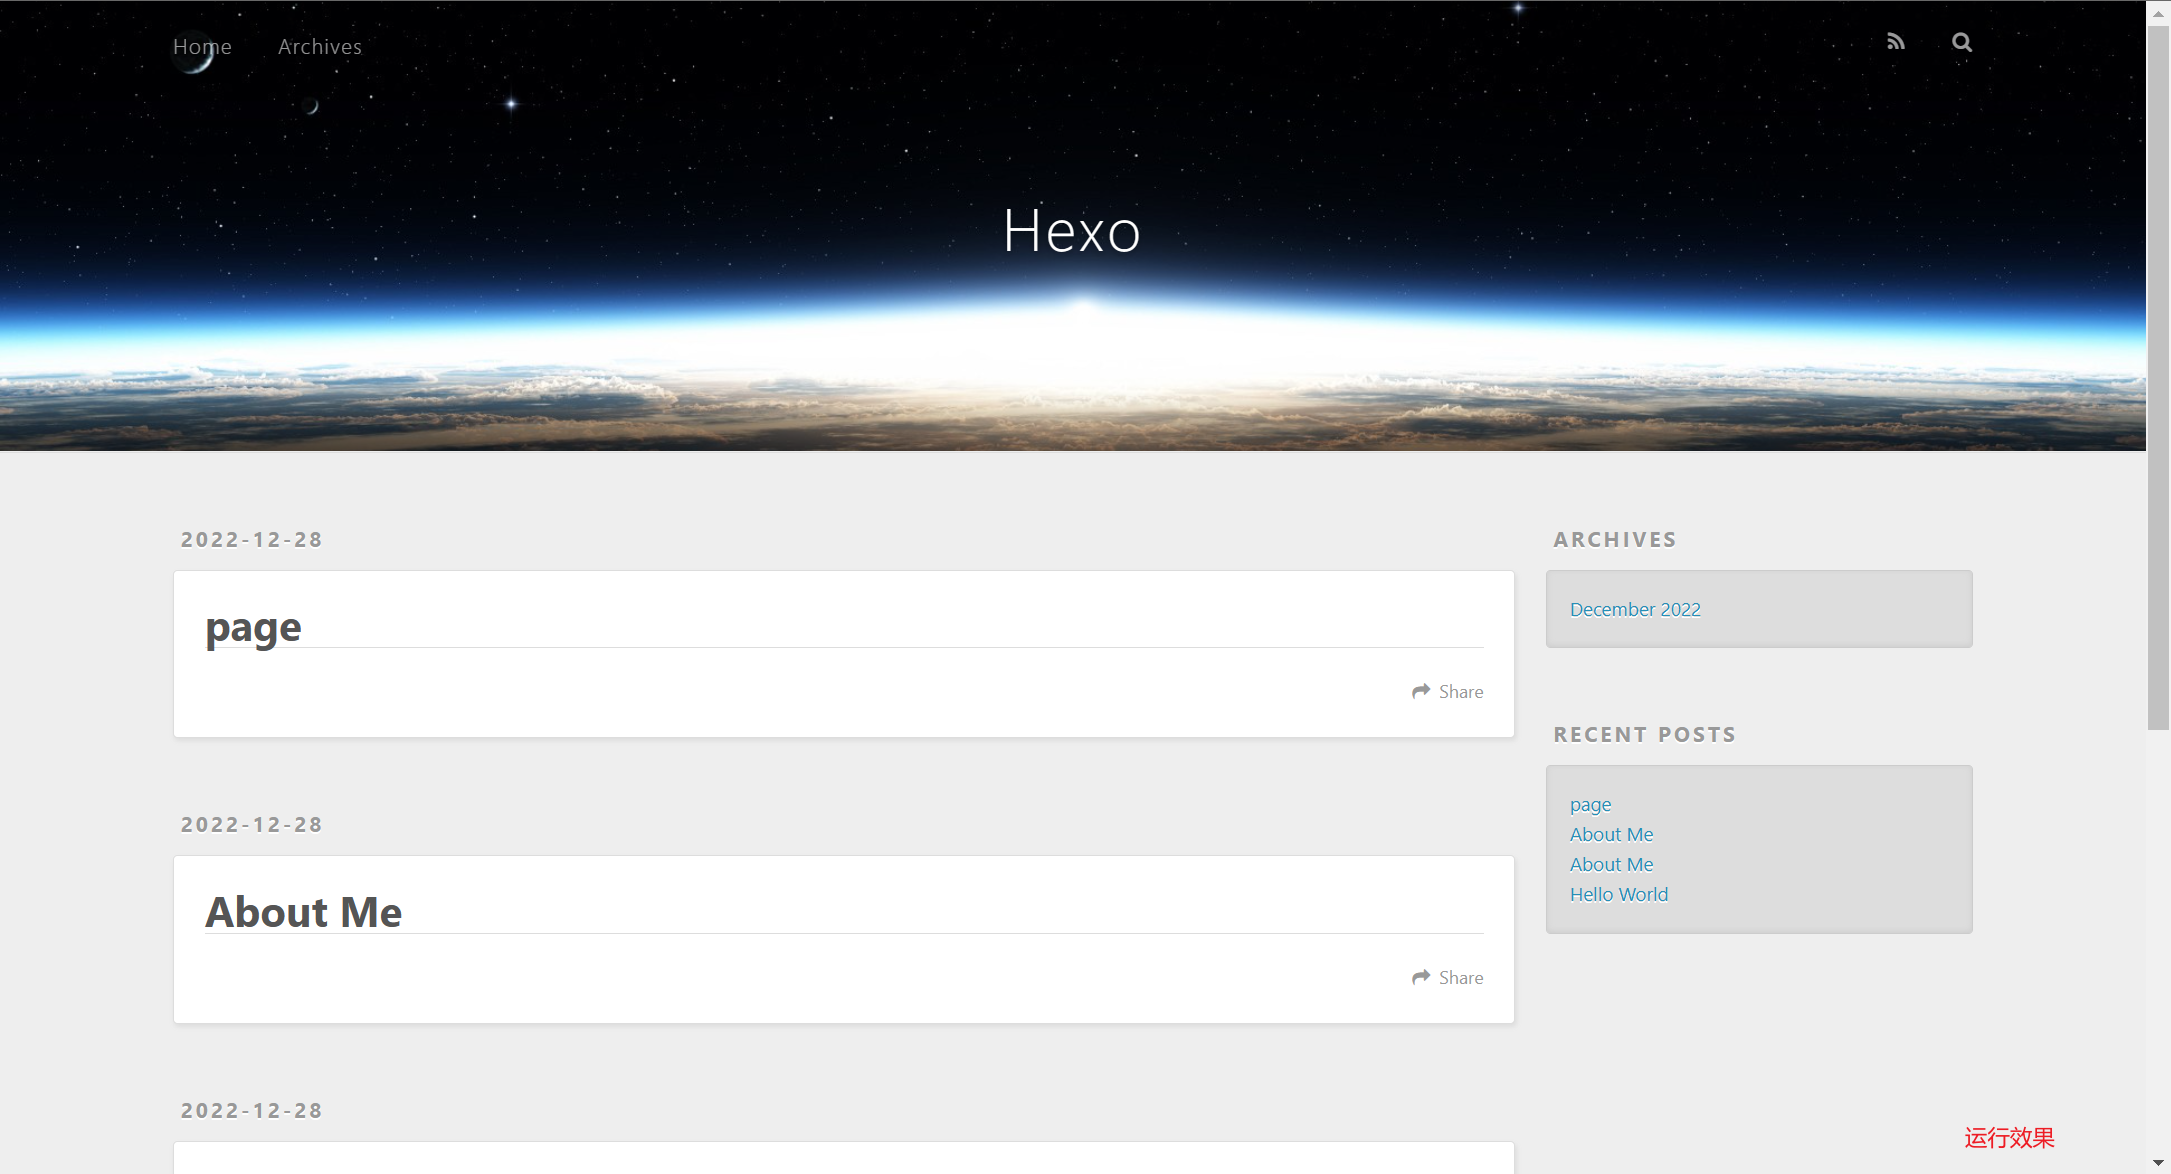 Home
Archives
Hexo
2022-12-28
page
Share
2022-12-28
About Me
Share
2022-12-28
ARCHIVES
December 2022
RECENT POSTS
page
About Me
About Me
Hello World
运行效果